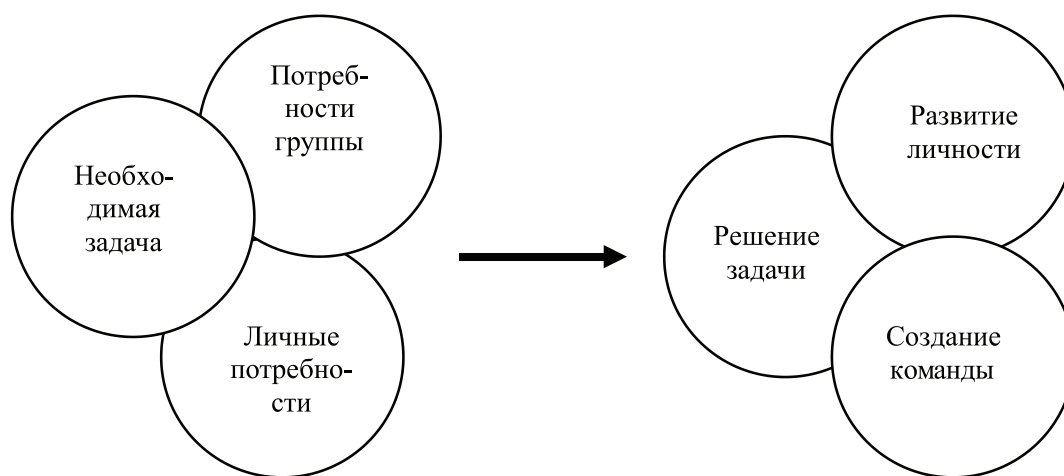 Потреб-
ности
группы
Необхо-
димая
задача
Личные
потребно-
сти
Развитие
личности
Решение
задачи
Создание
команды